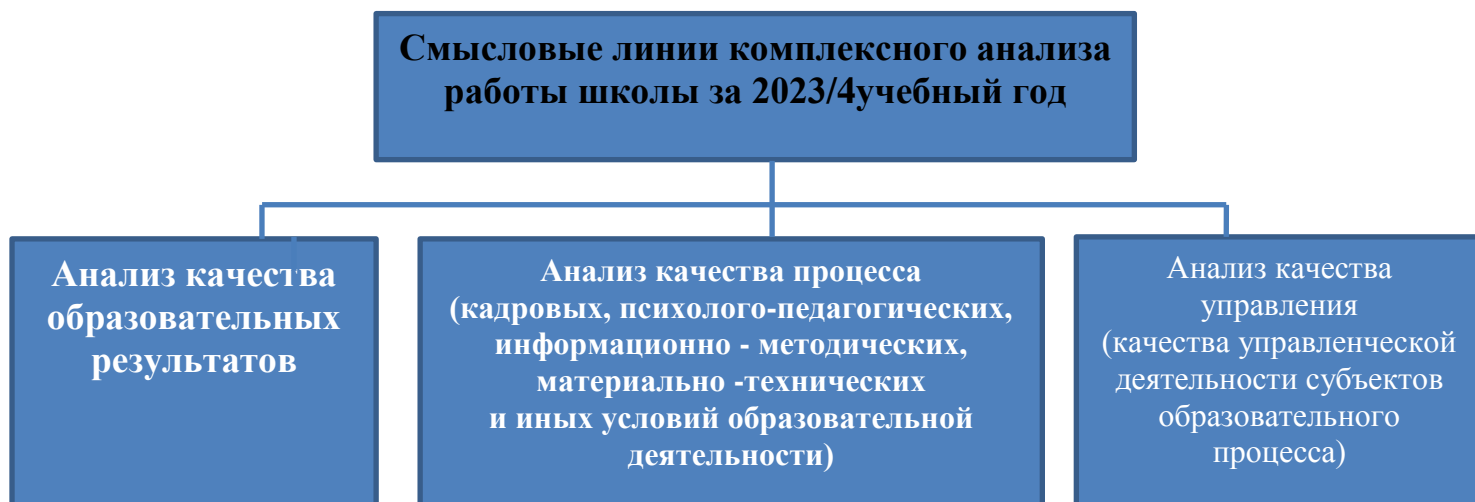 Смысловые линии комплексного анализа
работы школы за 2023/4учебный год
Анализ качества
образовательных
результатов
Анализ качества процесса
(кадровых, психолого-педагогических,
информационно - методических,
материально -технических
и иных условий образовательной
деятельности)
Анализ качества
управления
(качества управленческой
деятельности субъектов
образовательного
процесса)